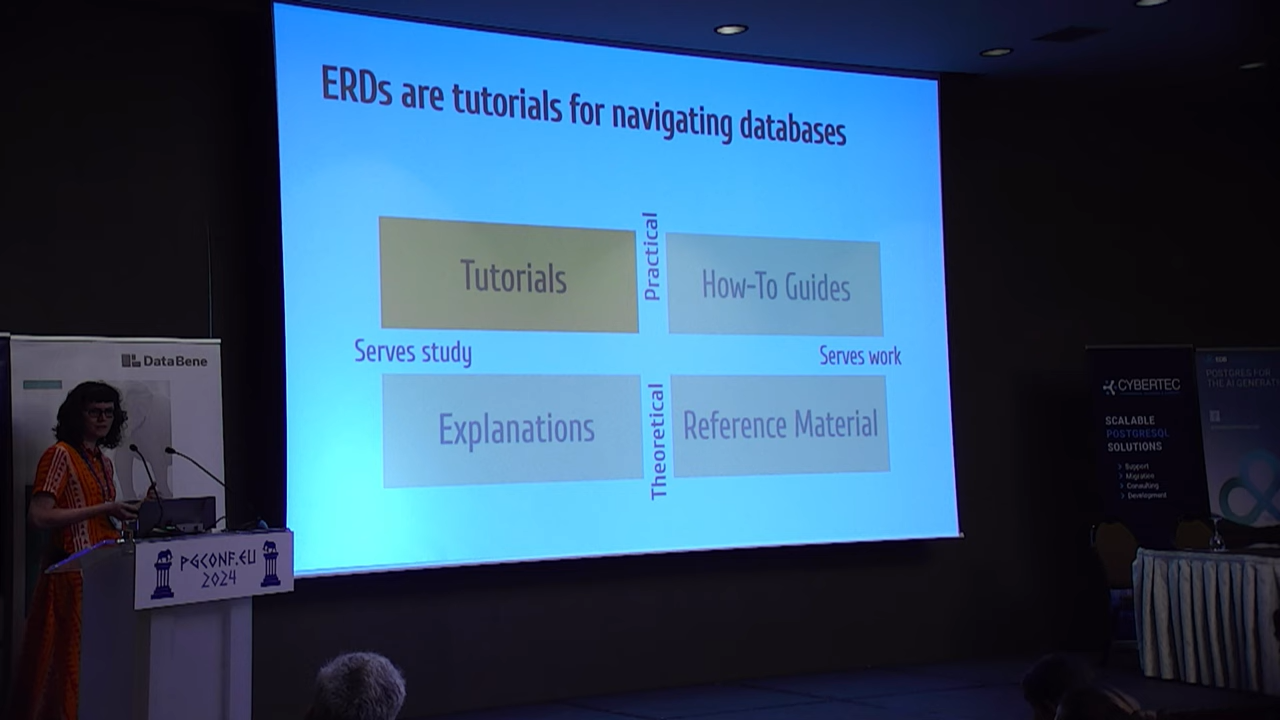 ERDs are tutorials for navigating databases
Tutorials
Practical
How-To Guides
Serves study
Serves work
Explanations
Theoretical
Reference Material
DataBene
PGCONF.EU
2024
CYBERTEC
SCALABLE
POSTGRESQL
SOLUTIONS
> Support
> Migration
> Consulting
> Development
POSTGRES FOR
THE AI GENERAT